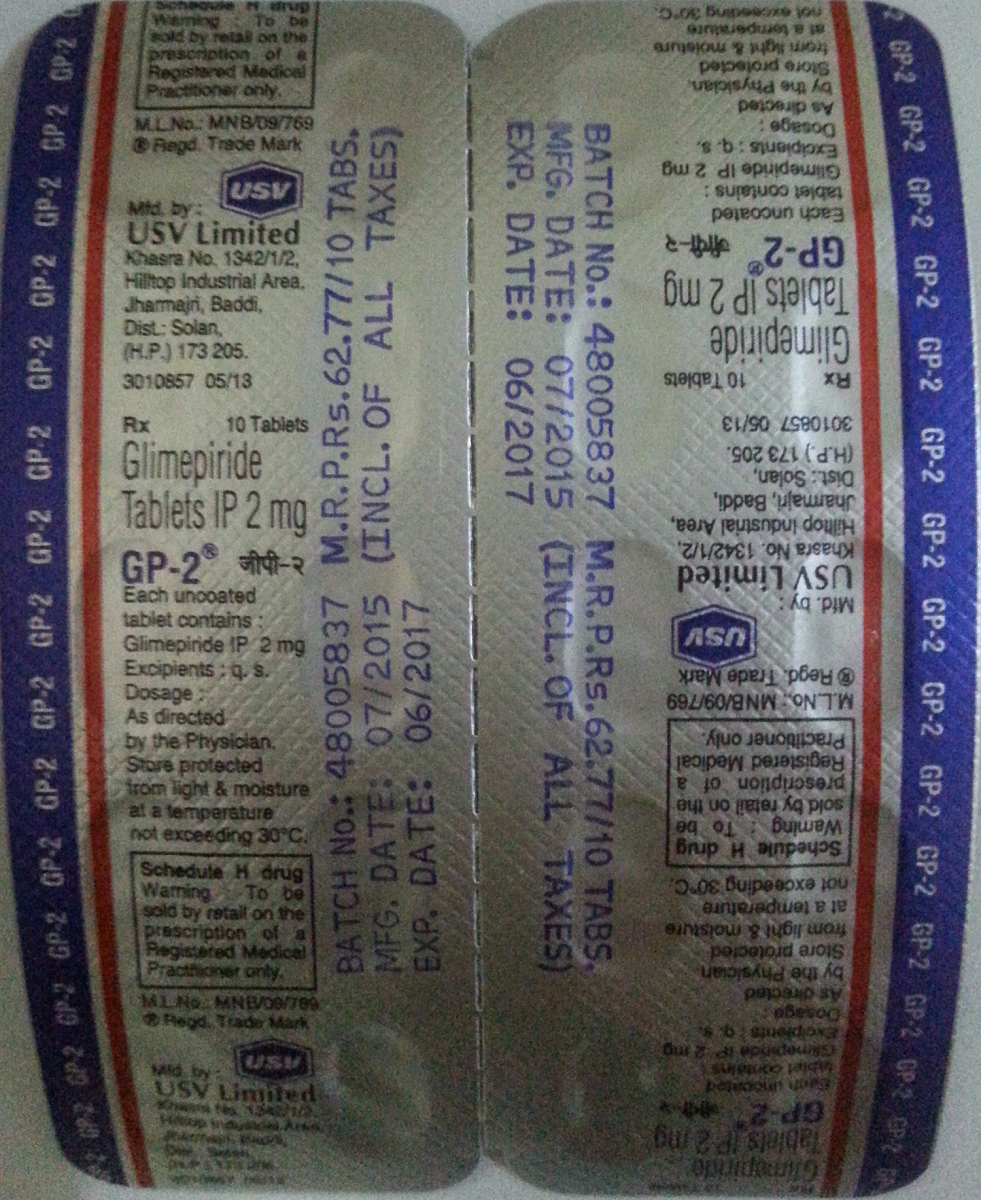 Schedule H drug
Warning : To be
sold by retail on the
prescription of a
Registered Medical
Practitioner only.
M.L.No.: MNB/09/769
® Regd. Trade Mark
USV
Mfd. by :
USV Limited
Khasra No. 1342/1/2,
Hilltop Industrial Area,
Jharmajri, Baddi,
Dist.: Solan,
(H.P.) 173 205.
3010857 05/13
Rx 10 Tablets
Glimepiride
Tablets IP 2 mg
GP-2® जीपी-२
Each uncoated
tablet contains :
Glimepiride IP 2 mg
Excipients : q. s.
Dosage :
As directed
by the Physician.
Store protected
from light & moisture
at a temperature
not exceeding 30°C.
Schedule H drug
Warning : To be
sold by retail on the
prescription of a
Registered Medical
Practitioner only.
M.L.No.: MNB/09/769
® Regd. Trade Mark
USV
Mfd. by :
USV Limited
Khasra No. 1342/1/2,
Hilltop Industrial Area,
Jharmajri, Baddi,
Dist.: Solan,
BATCH No.: 48005837 M.R.P.Rs.62.77/10 TABS.
MFG. DATE: 07/2015 (INCL. OF ALL TAXES)
EXP. DATE: 06/2017
BATCH No.: 48005837 M.R.P.Rs.62.77/10 TABS.
MFG. DATE: 07/2015 (INCL. OF ALL TAXES)
EXP. DATE: 06/2017
Glimepiride
Tablets IP 2 mg
GP-2® जीपी-२
Each uncoated
tablet contains :
Glimepiride IP 2 mg
Excipients : q. s.
Dosage :
As directed
by the Physician
Store protected
from light & moisture
at a temperature
not exceeding 30°C.
Schedule H drug
Warning : To be
sold by retail on the
prescription of a
Registered Medical
Practitioner only.
M.L.No.: MNB/09/769
® Regd. Trade Mark
USV
Mfd. by :
USV Limited
Khasra No. 1342/1/2,
Hilltop Industrial Area,
Jharmajri, Baddi,
Dist.: Solan,
(H.P.) 173 205.
3010857 05/13
Rx 10 Tablets
Glimepiride
Tablets IP 2 mg
GP-2® जीपी-२
Each uncoated
tablet contains :
Glimepiride IP 2 mg
Excipients : q. s.
Dosage :
As directed
by the Physician.
Store protected
from light & moisture
at a temperature
not exceeding 30°C.
GP-2 GP-2 GP-2 GP-2 GP-2 GP-2 GP-2 GP-2 GP-2 GP-2 GP-2 GP-2 GP-2 GP-2 GP-2
GP-2 GP-2 GP-2 GP-2 GP-2 GP-2 GP-2 GP-2 GP-2 GP-2 GP-2 GP-2 GP-2 GP-2 GP-2